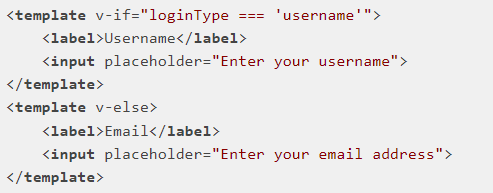 <template v-if="loginType === 'username'">
    <label>Username</label>
    <input placeholder="Enter your username">
</template>
<template v-else>
    <label>Email</label>
    <input placeholder="Enter your email address">
</template>